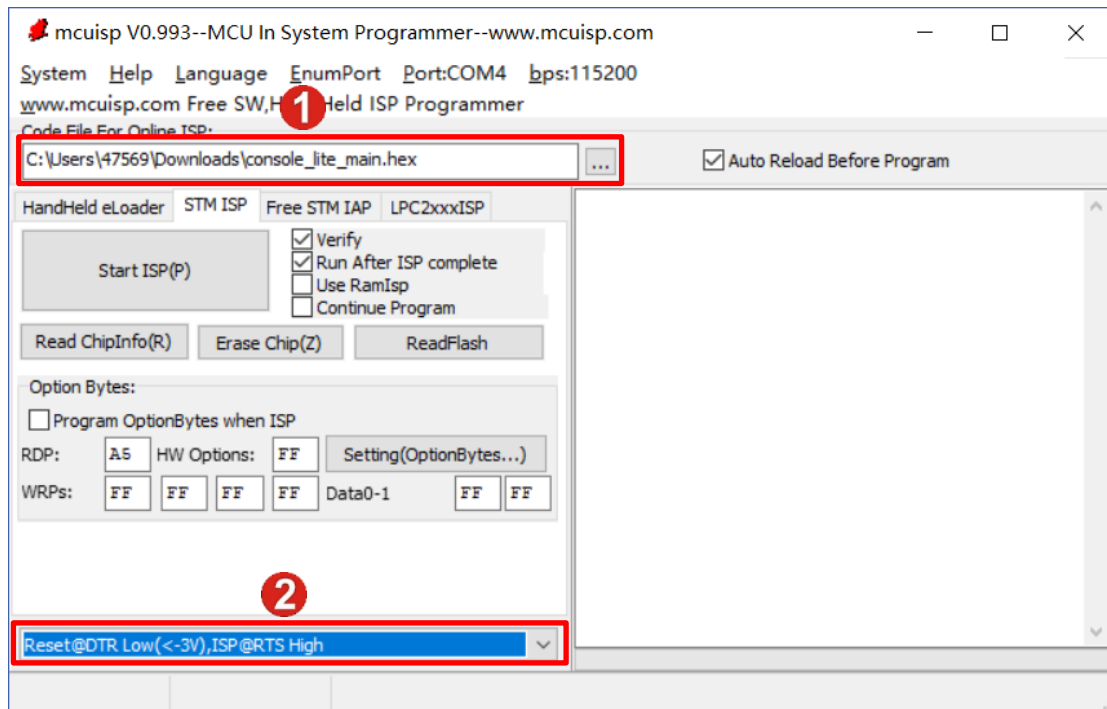 mcuisp V0.993--MCU In System Programmer--www.mcuisp.com
System Help Language EnumPort Port:COM4 bps:115200
www.mcuisp.com Free SW, Held ISP Programmer
1
Code File For Online ISP:
C:\Users\47569\Downloads\console_lite_main.hex
...
Auto Reload Before Program
HandHeld eLoader STM ISP Free STM IAP LPC2xxxISP
Start ISP(P)
Verify
Run After ISP complete
Use RamIsp
Continue Program
Read ChipInfo(R) Erase Chip(Z) ReadFlash
Option Bytes:
Program OptionBytes when ISP
RDP: A5 HW Options: FF Setting(OptionBytes...)
WRPs: FF FF FF FF Data0-1 FF FF
2
Reset@DTR Low(<-3V),ISP@RTS High